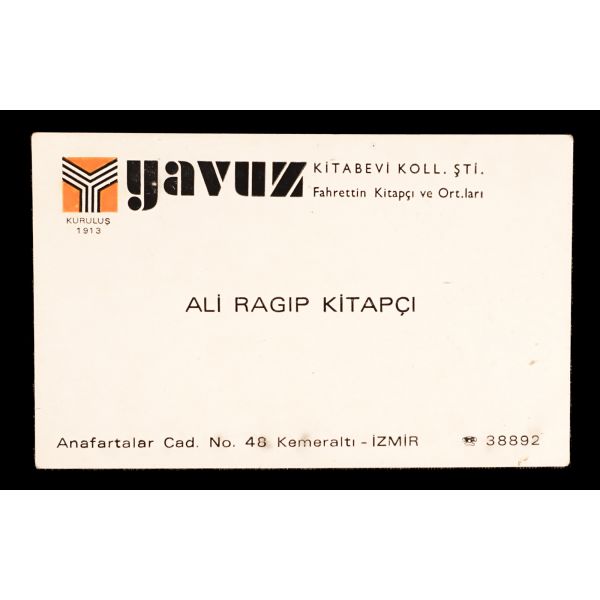 yavuz
KİTABEVİ KOLL. ŞTİ.
Fahrettin Kitapçı ve Ort.ları
KURULUŞ
1913
ALİ RAGIP KİTAPÇI
Anafartalar Cad. No. 48 Kemeraltı - İZMİR ☎ 38892